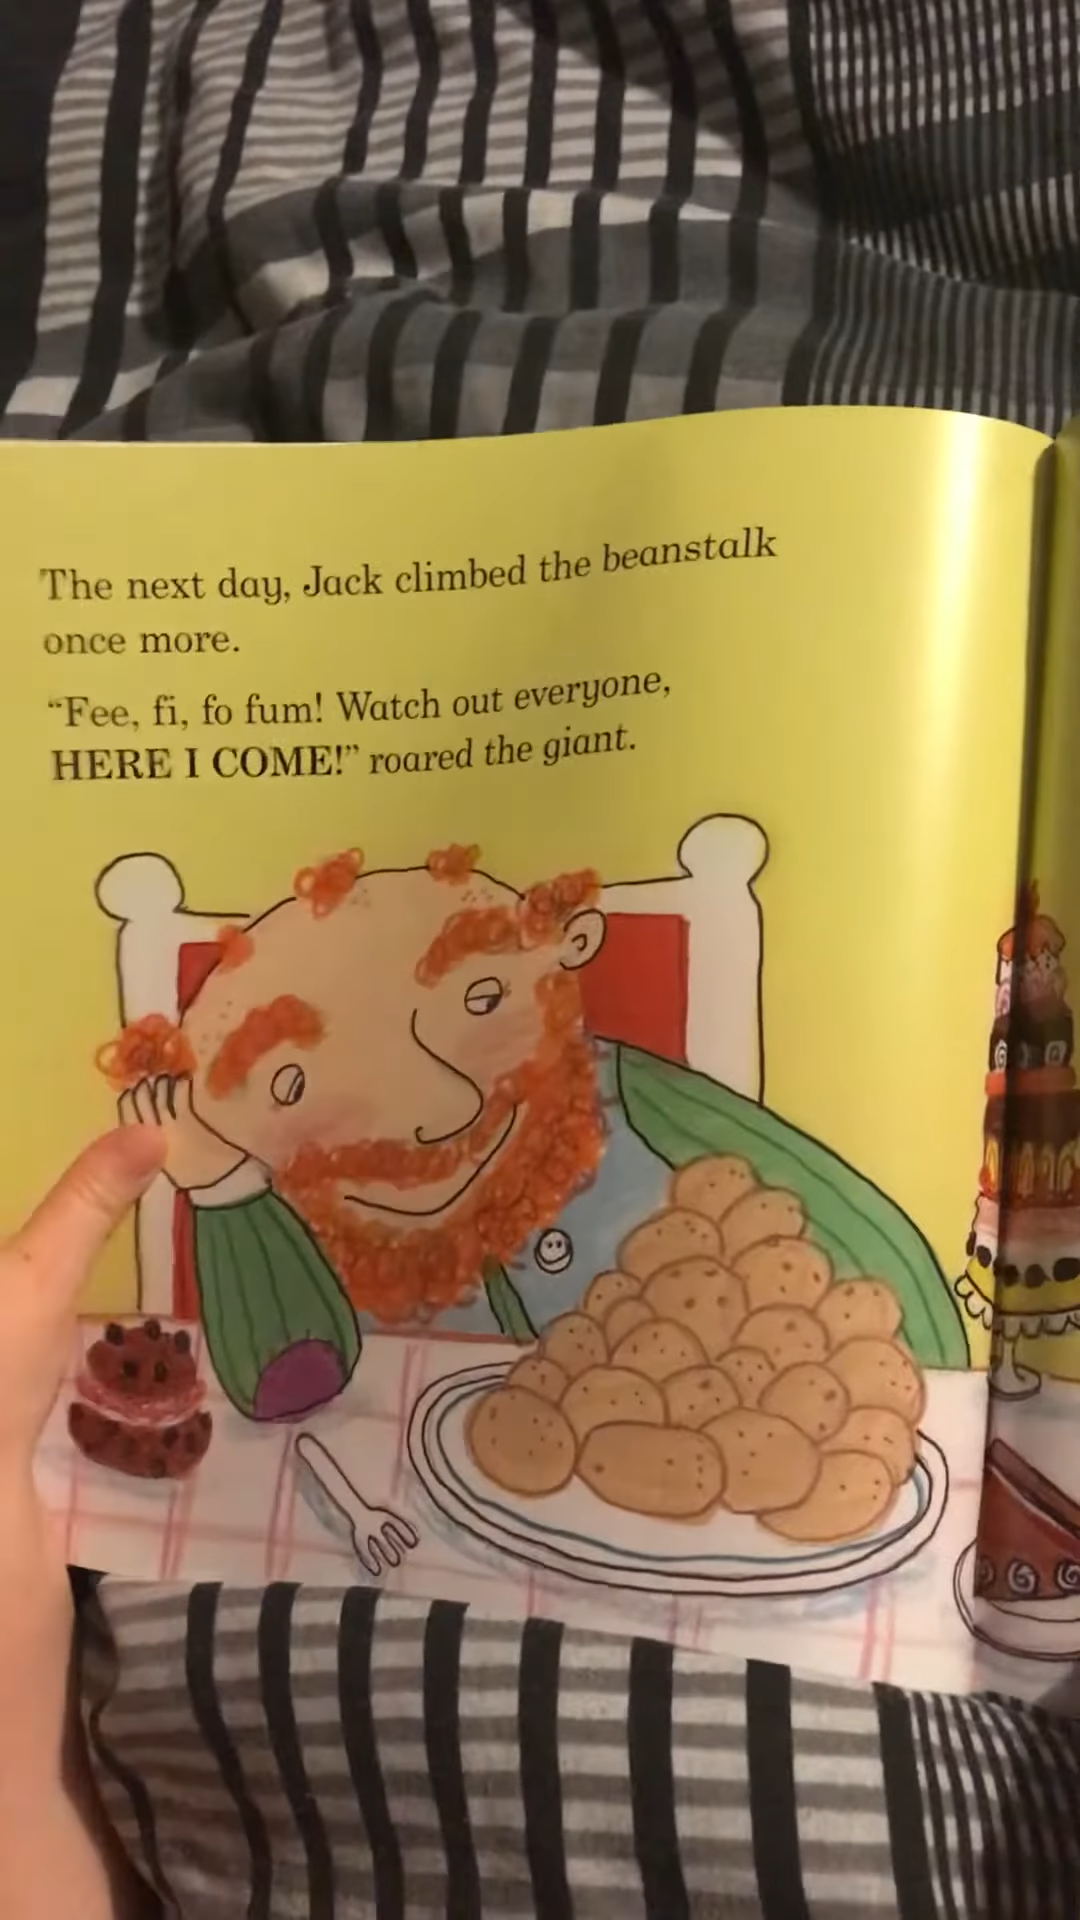 The next day, Jack climbed the beanstalk
once more.
“Fee, fi, fo fum! Watch out everyone,
HERE I COME!” roared the giant.